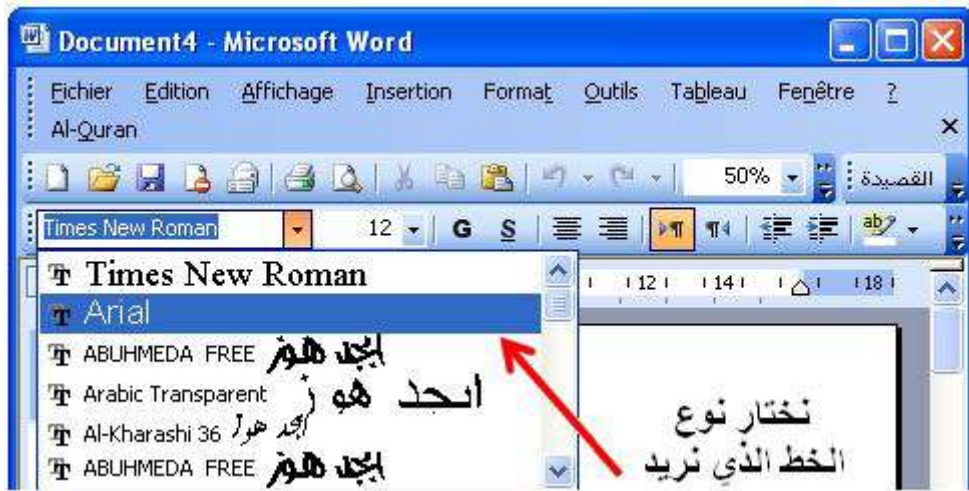 Document4 - Microsoft Word
Fichier Edition Affichage Insertion Format Outils Tableau Fenêtre ?
Al-Quran
50% القصيدة
Times New Roman 12 G S
Times New Roman 12 14 18
Arial
ABUHMEDA FREE ابجد هوز
Arabic Transparent ابجد هوز
Al-Kharashi 36 ابجد هوز
ABUHMEDA FREE ابجد هوز
نختار نوع
الخط الذي نريد